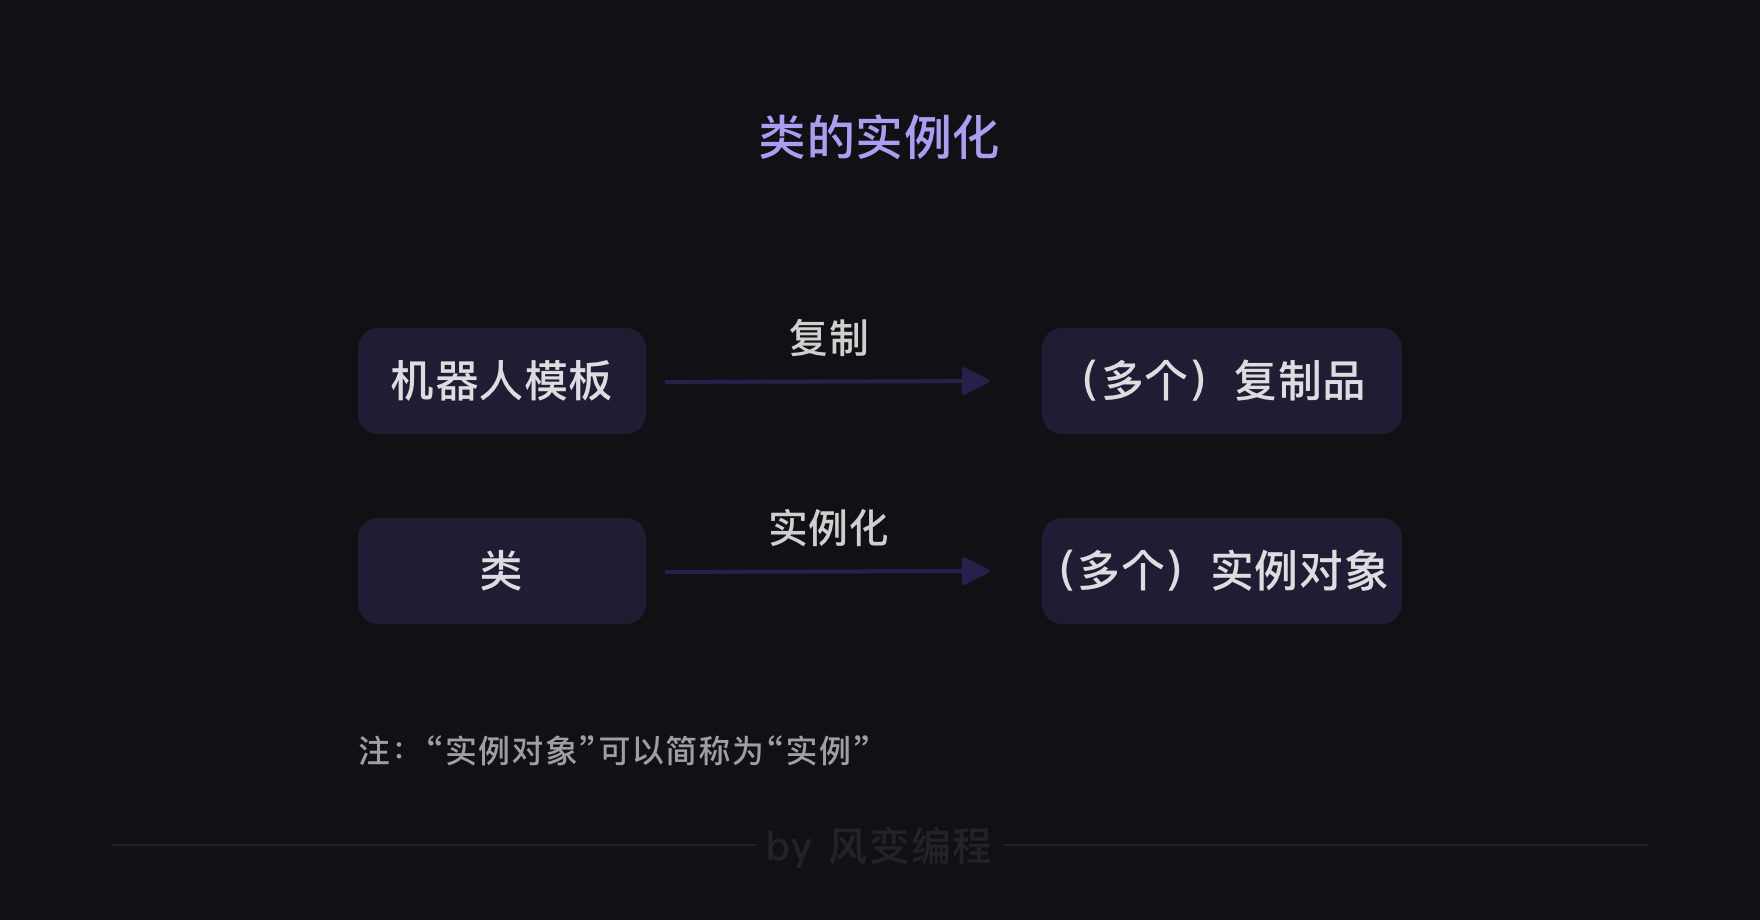 类的实例化
复制
机器人模板
（多个）复制品
实例化
类
（多个）实例对象
注：“实例对象”可以简称为“实例”
by 风变编程